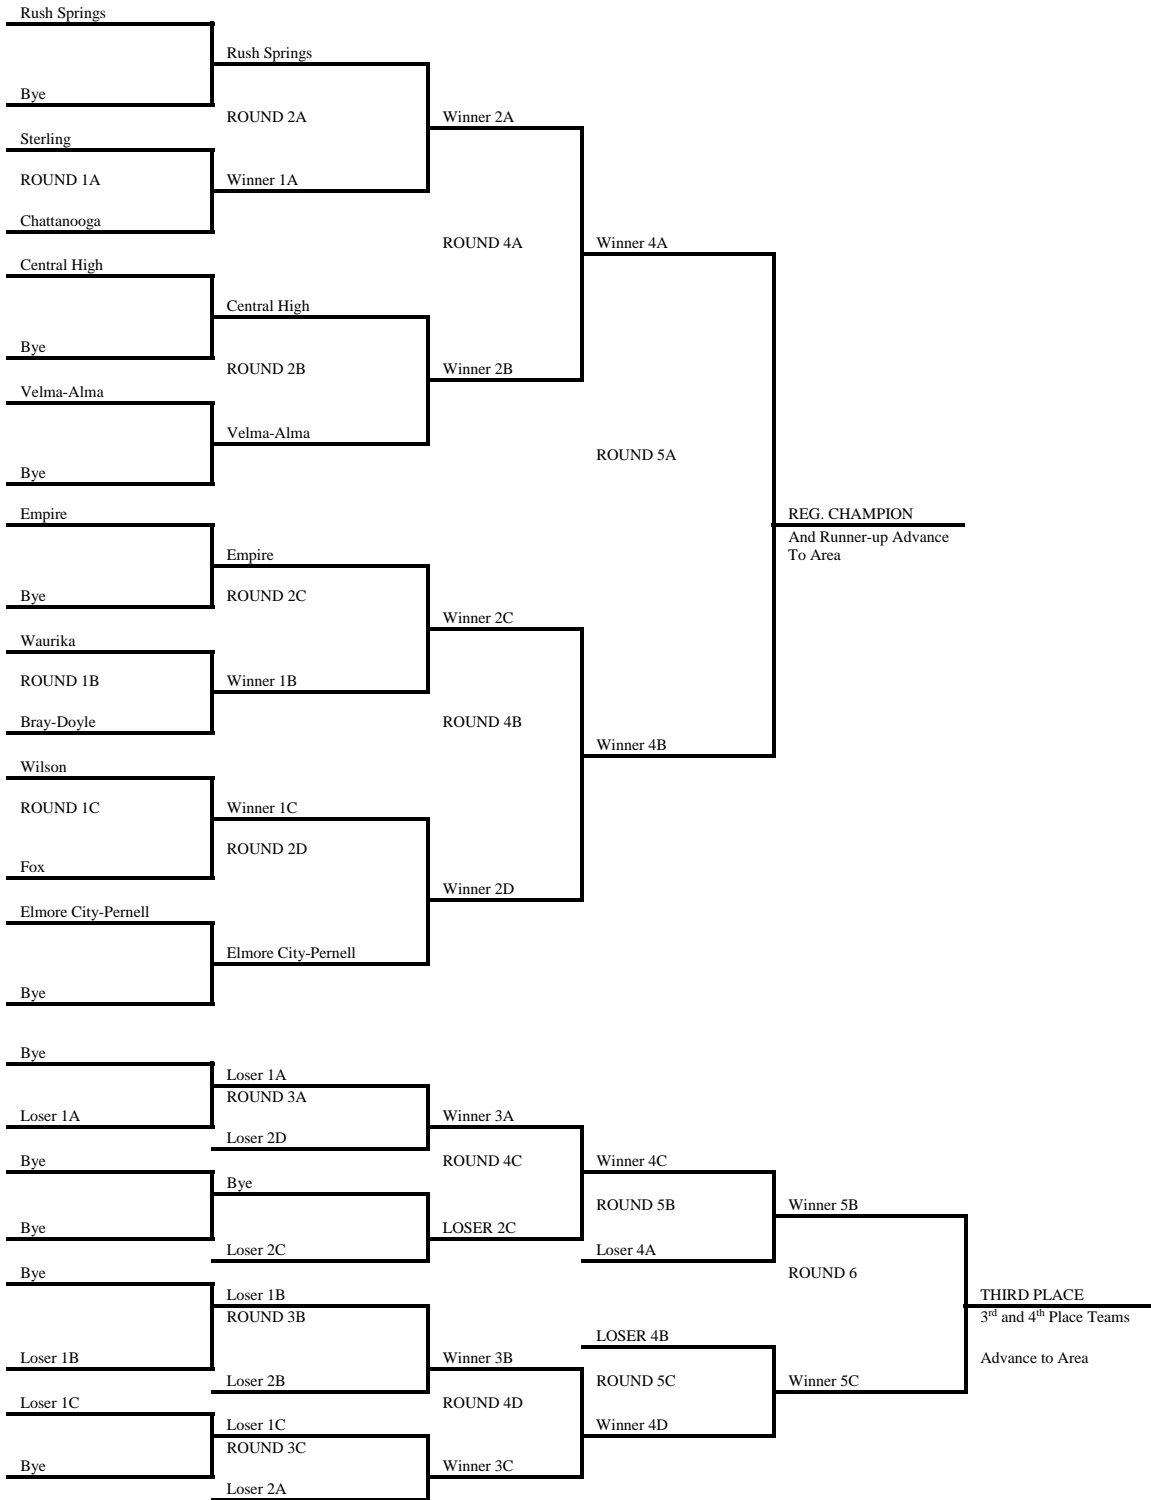 Rush Springs
Rush Springs
Bye
ROUND 2A
Winner 2A
Sterling
ROUND 1A
Winner 1A
Chattanooga
ROUND 4A
Winner 4A
Central High
Central High
Bye
ROUND 2B
Winner 2B
Velma-Alma
Velma-Alma
ROUND 5A
Bye
Empire
REG. CHAMPION
And Runner-up Advance
To Area
Empire
Bye
ROUND 2C
Winner 2C
Waurika
ROUND 1B
Winner 1B
Bray-Doyle
ROUND 4B
Winner 4B
Wilson
ROUND 1C
Winner 1C
ROUND 2D
Fox
Winner 2D
Elmore City-Pernell
Elmore City-Pernell
Bye
Bye
Loser 1A
ROUND 3A
Loser 1A
Winner 3A
Loser 2D
Bye
ROUND 4C
Winner 4C
Bye
ROUND 5B
Winner 5B
Bye
LOSER 2C
Loser 2C
Loser 4A
Bye
ROUND 6
Loser 1B
THIRD PLACE
ROUND 3B
3rd and 4th Place Teams
LOSER 4B
Loser 1B
Winner 3B
Advance to Area
Loser 2B
ROUND 5C
Winner 5C
Loser 1C
ROUND 4D
Loser 1C
Winner 4D
ROUND 3C
Bye
Winner 3C
Loser 2A